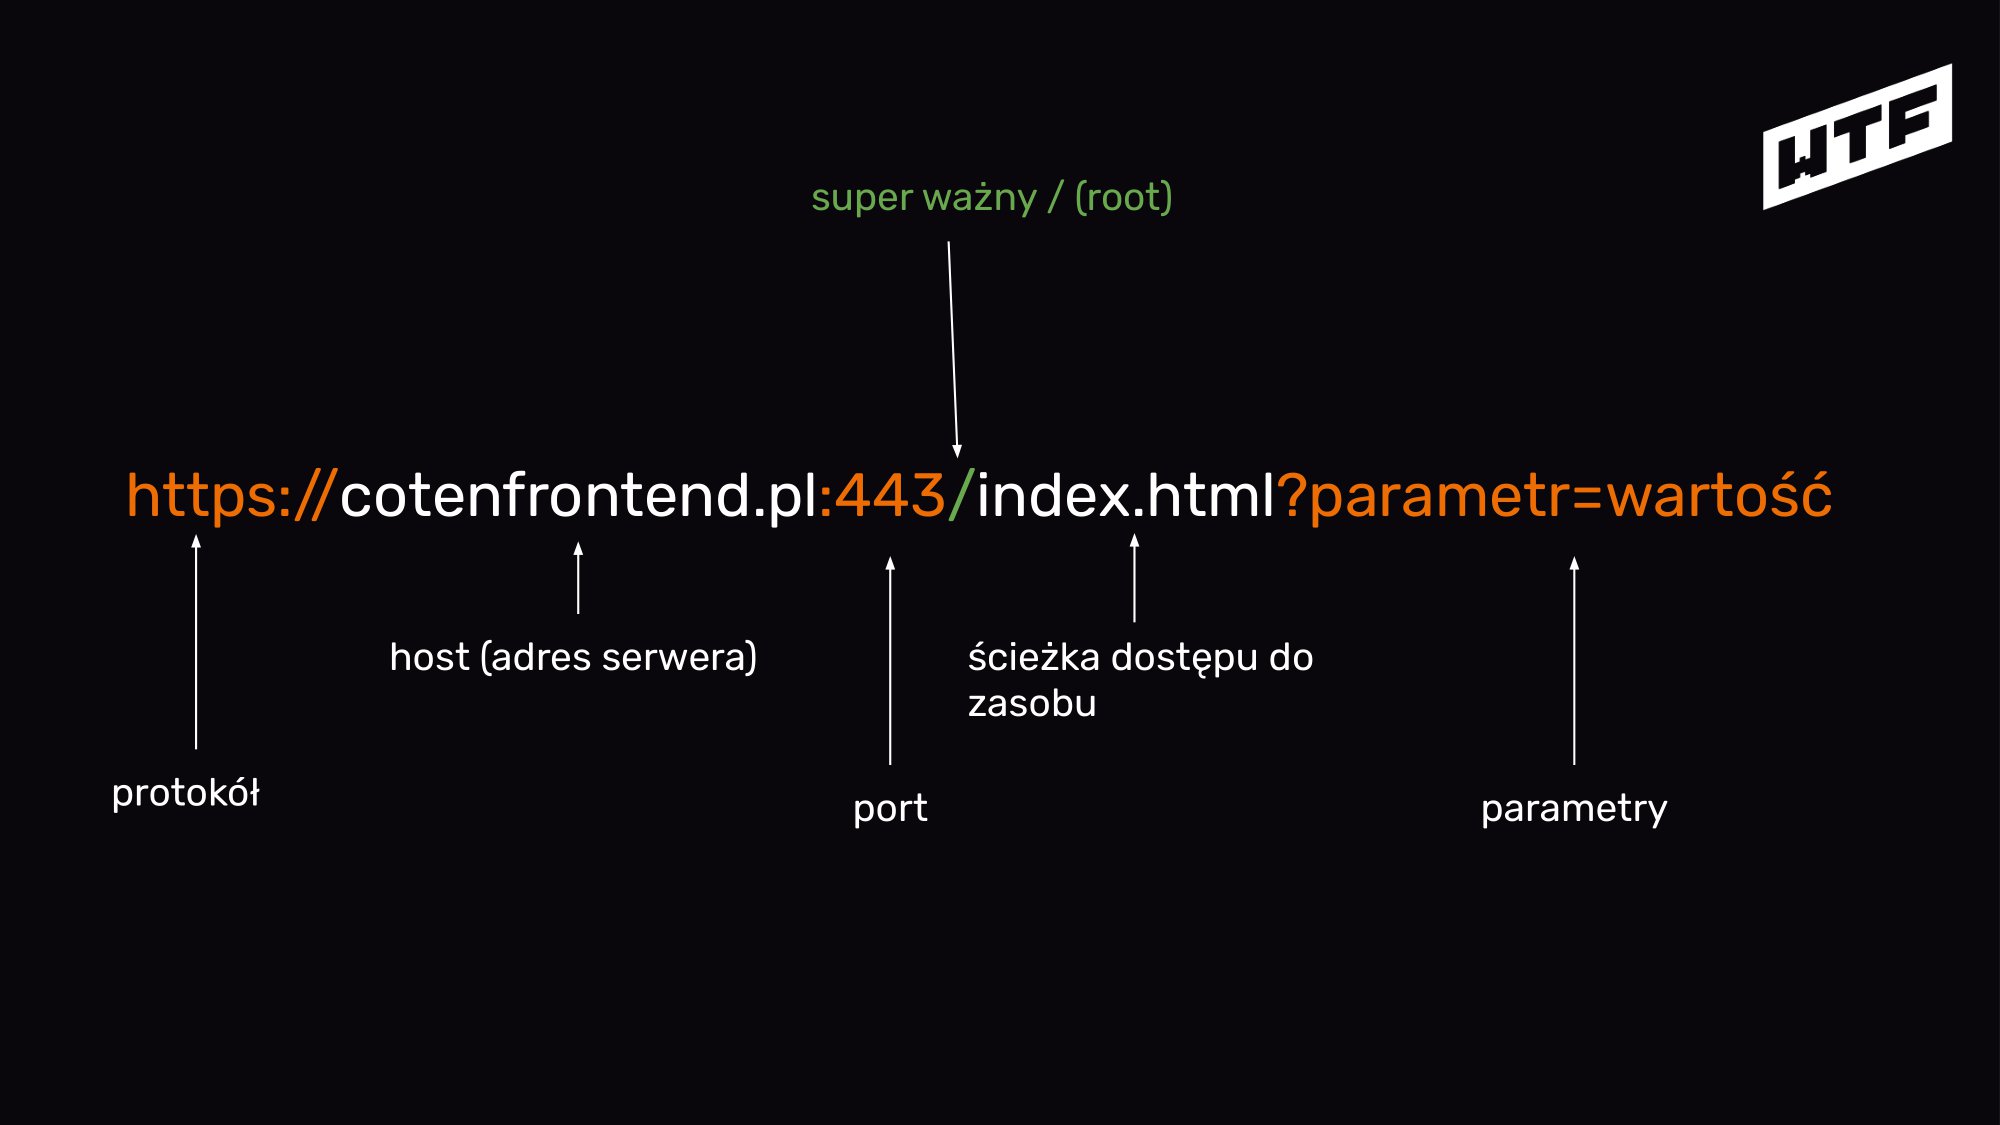 WTF
super ważny / (root)
https://cotenfrontend.pl:443/index.html?parametr=wartość
host (adres serwera)
ścieżka dostępu do
zasobu
protokół
port
parametry